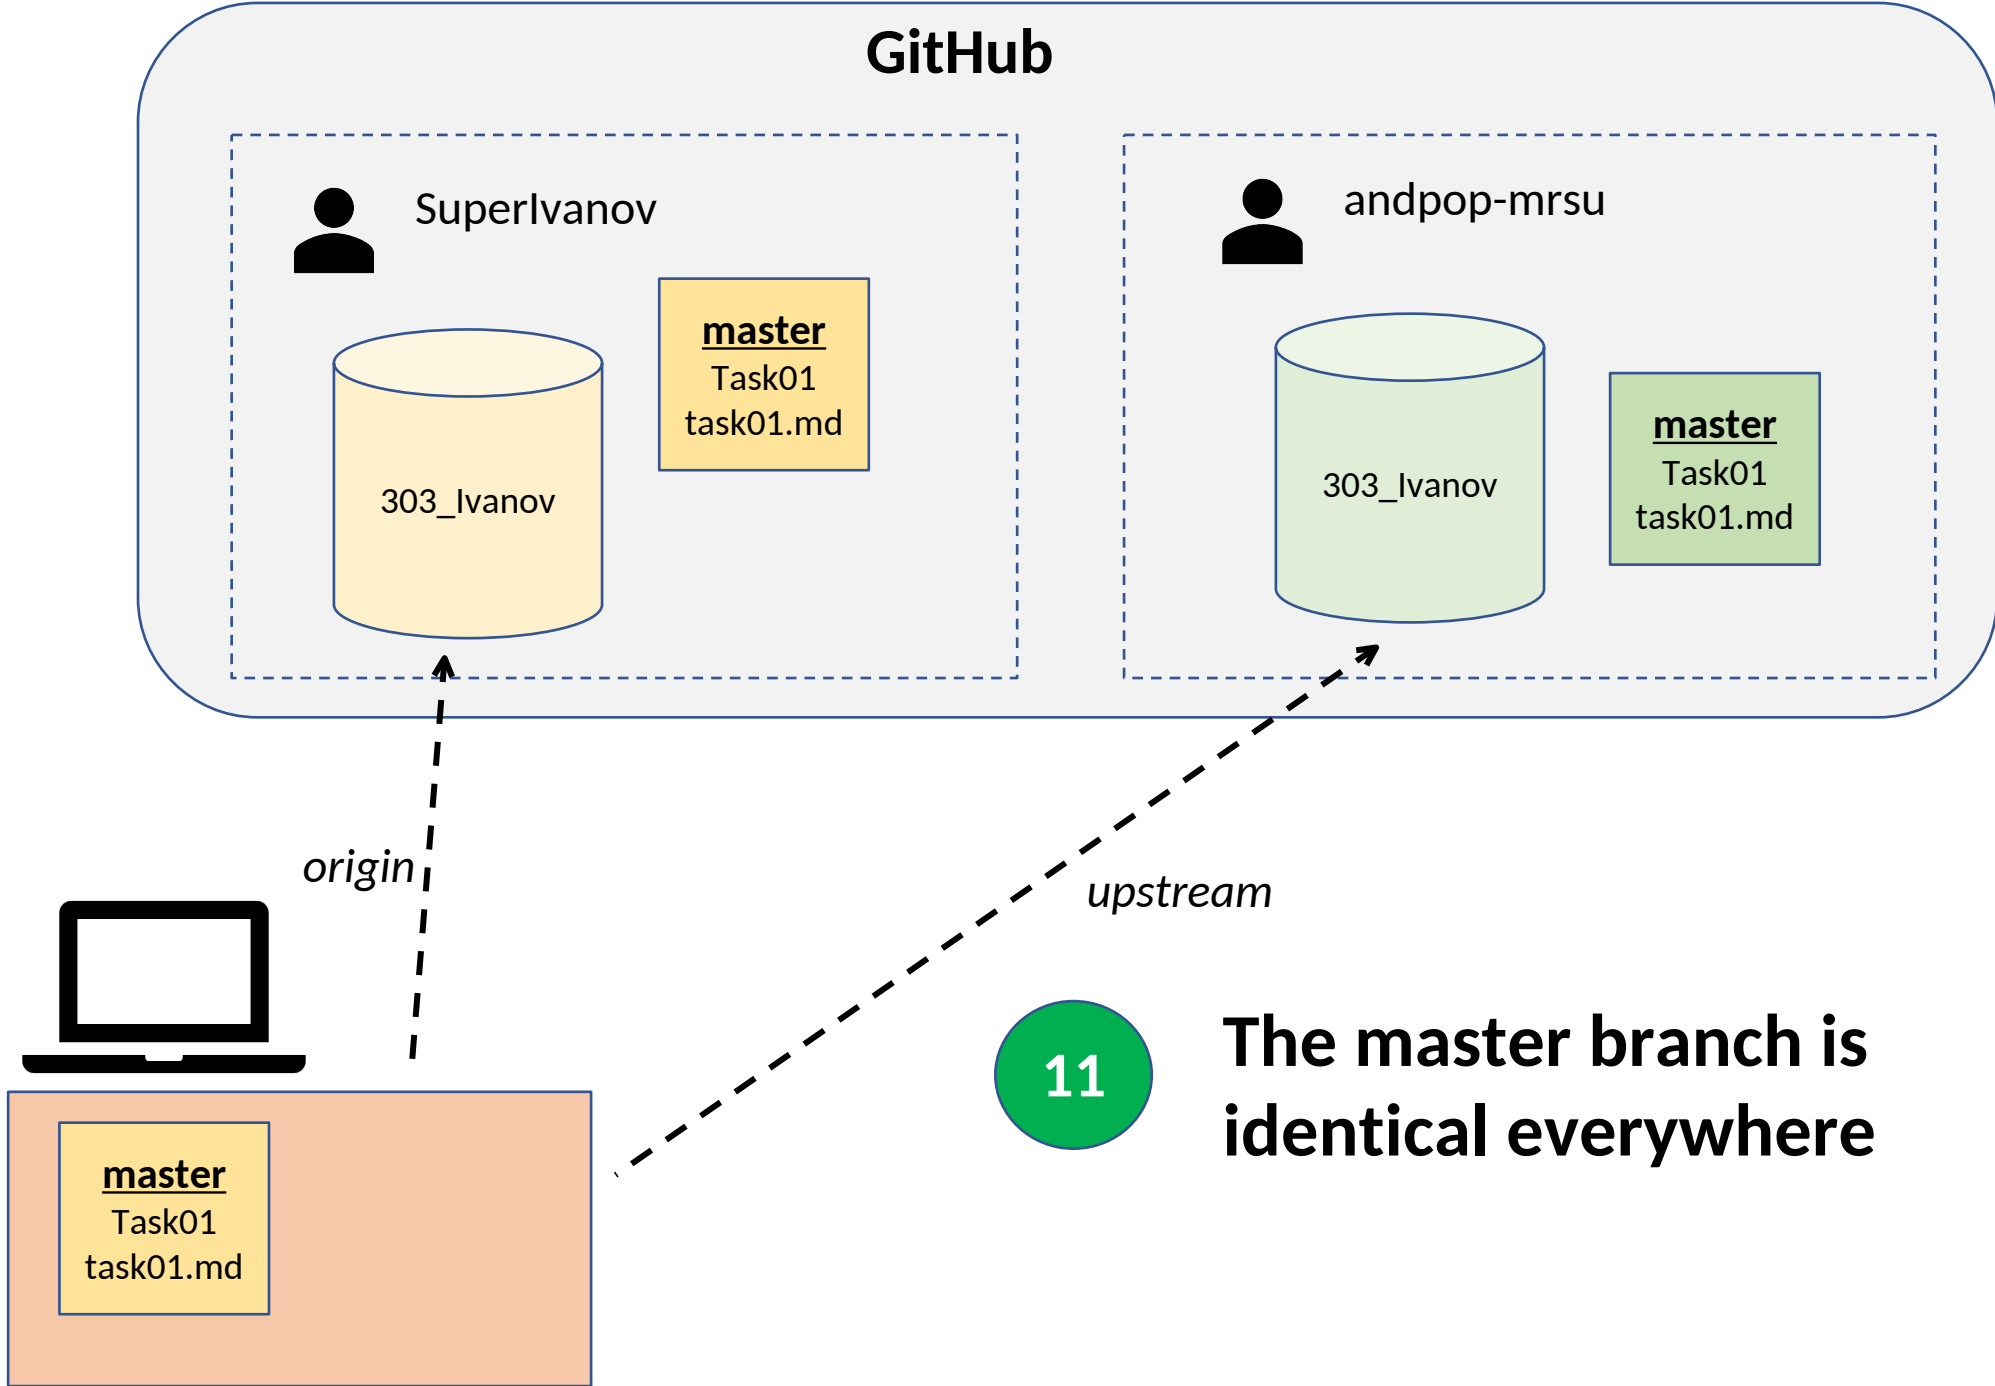 GitHub
SuperIvanov
master
Task01
task01.md
303_Ivanov
andpop-mrsu
master
Task01
task01.md
303_Ivanov
origin
upstream
11
The master branch is
identical everywhere
master
Task01
task01.md